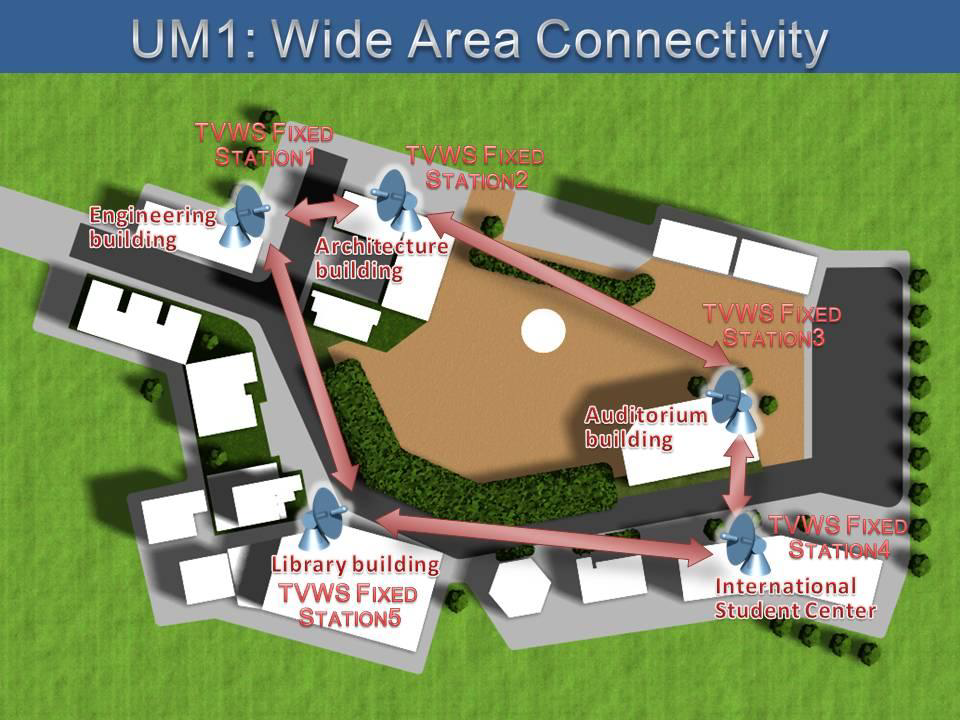 UM1: Wide Area Connectivity
TVWS Fixed
Station1
TVWS Fixed
Station2
Engineering
building
Architecture
building
TVWS Fixed
Station3
Auditorium
building
TVWS Fixed
Station4
Library building
TVWS Fixed
Station5
International
Student Center